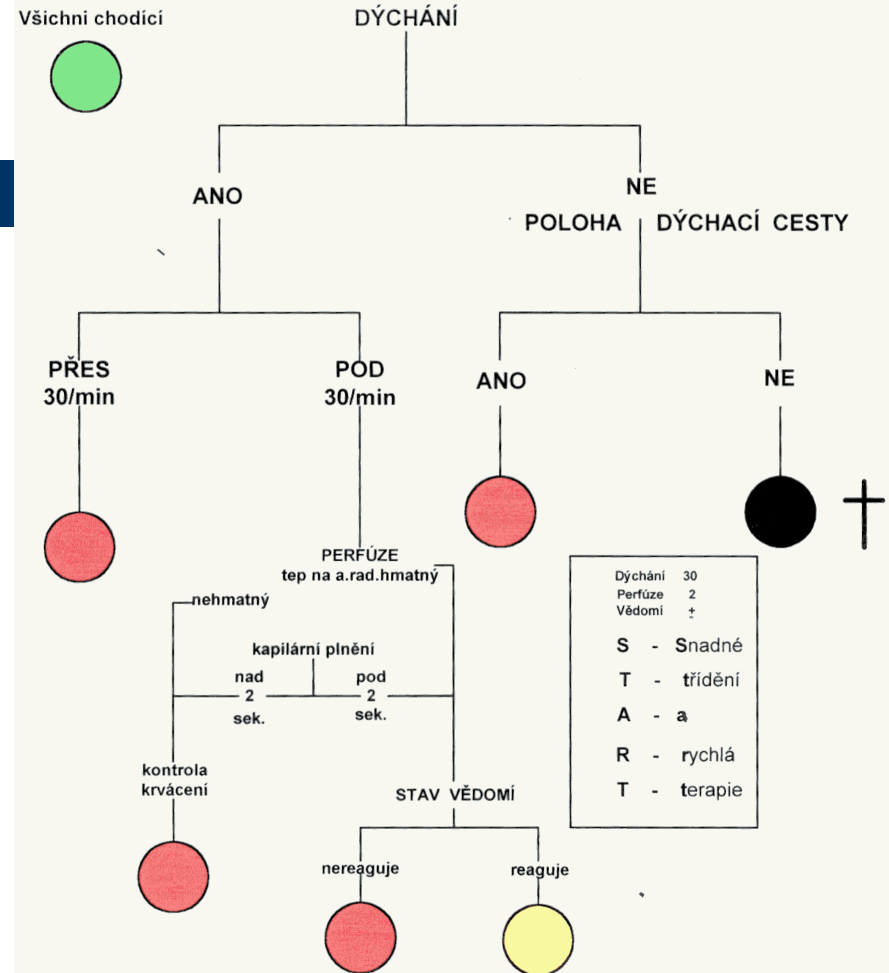 Všichni chodící
DÝCHÁNÍ
ANO
NE
POLOHA DÝCHACÍ CESTY
PŘES
30/min
POD
30/min
ANO
NE
PERFÚZE
tep na a.rad.hmatný
nehmatný
kapilární plnění
nad
2
sek.
pod
2
sek.
kontrola
krvácení
STAV VĚDOMÍ
nereaguje
reaguje
Dýchání 30
Perfúze 2
Vědomí ±
S - Snadné
T - třídění
A - a
R - rychlá
T - terapie